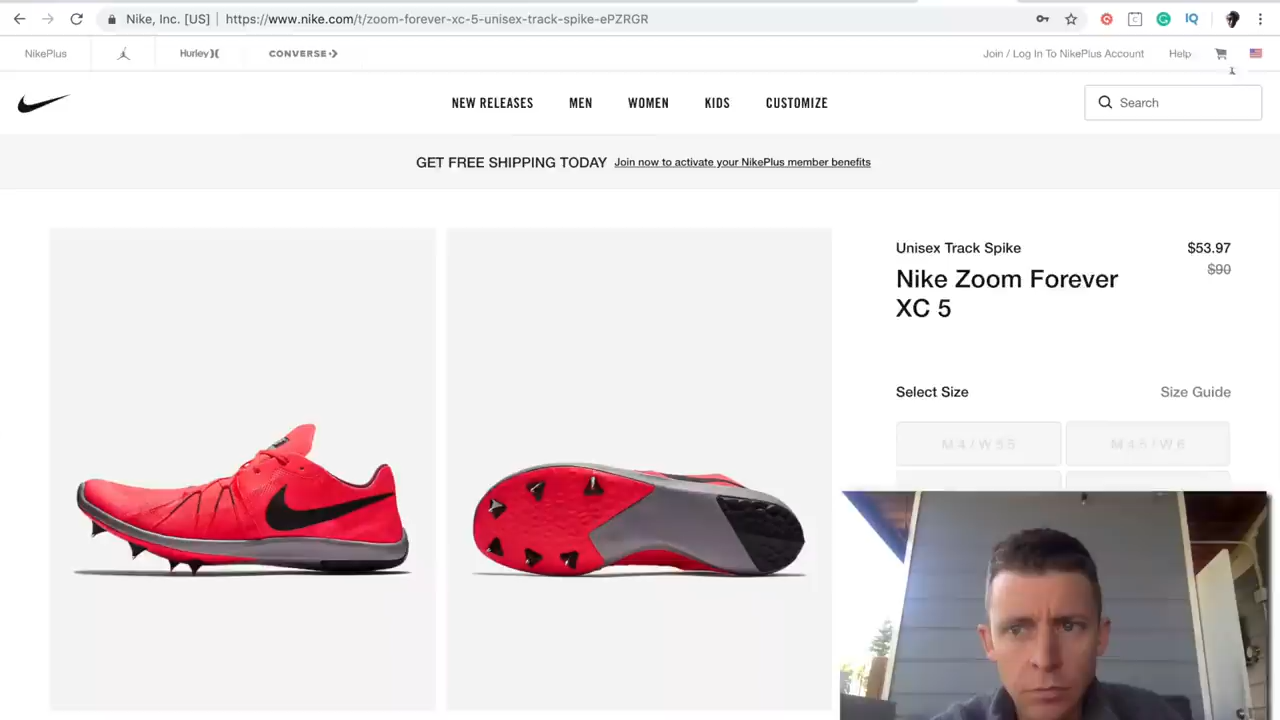 Nike, Inc. [US] | https://www.nike.com/t/zoom-forever-xc-5-unisex-track-spike-ePZRGR
NikePlus
Hurley
CONVERSE
Join / Log In To NikePlus Account
Help
NEW RELEASES
MEN
WOMEN
KIDS
CUSTOMIZE
Search
GET FREE SHIPPING TODAY Join now to activate your NikePlus member benefits
Unisex Track Spike
$53.97
$90
Nike Zoom Forever
XC 5
Select Size
Size Guide
M 4 / W 5.5
M 4.5 / W 6